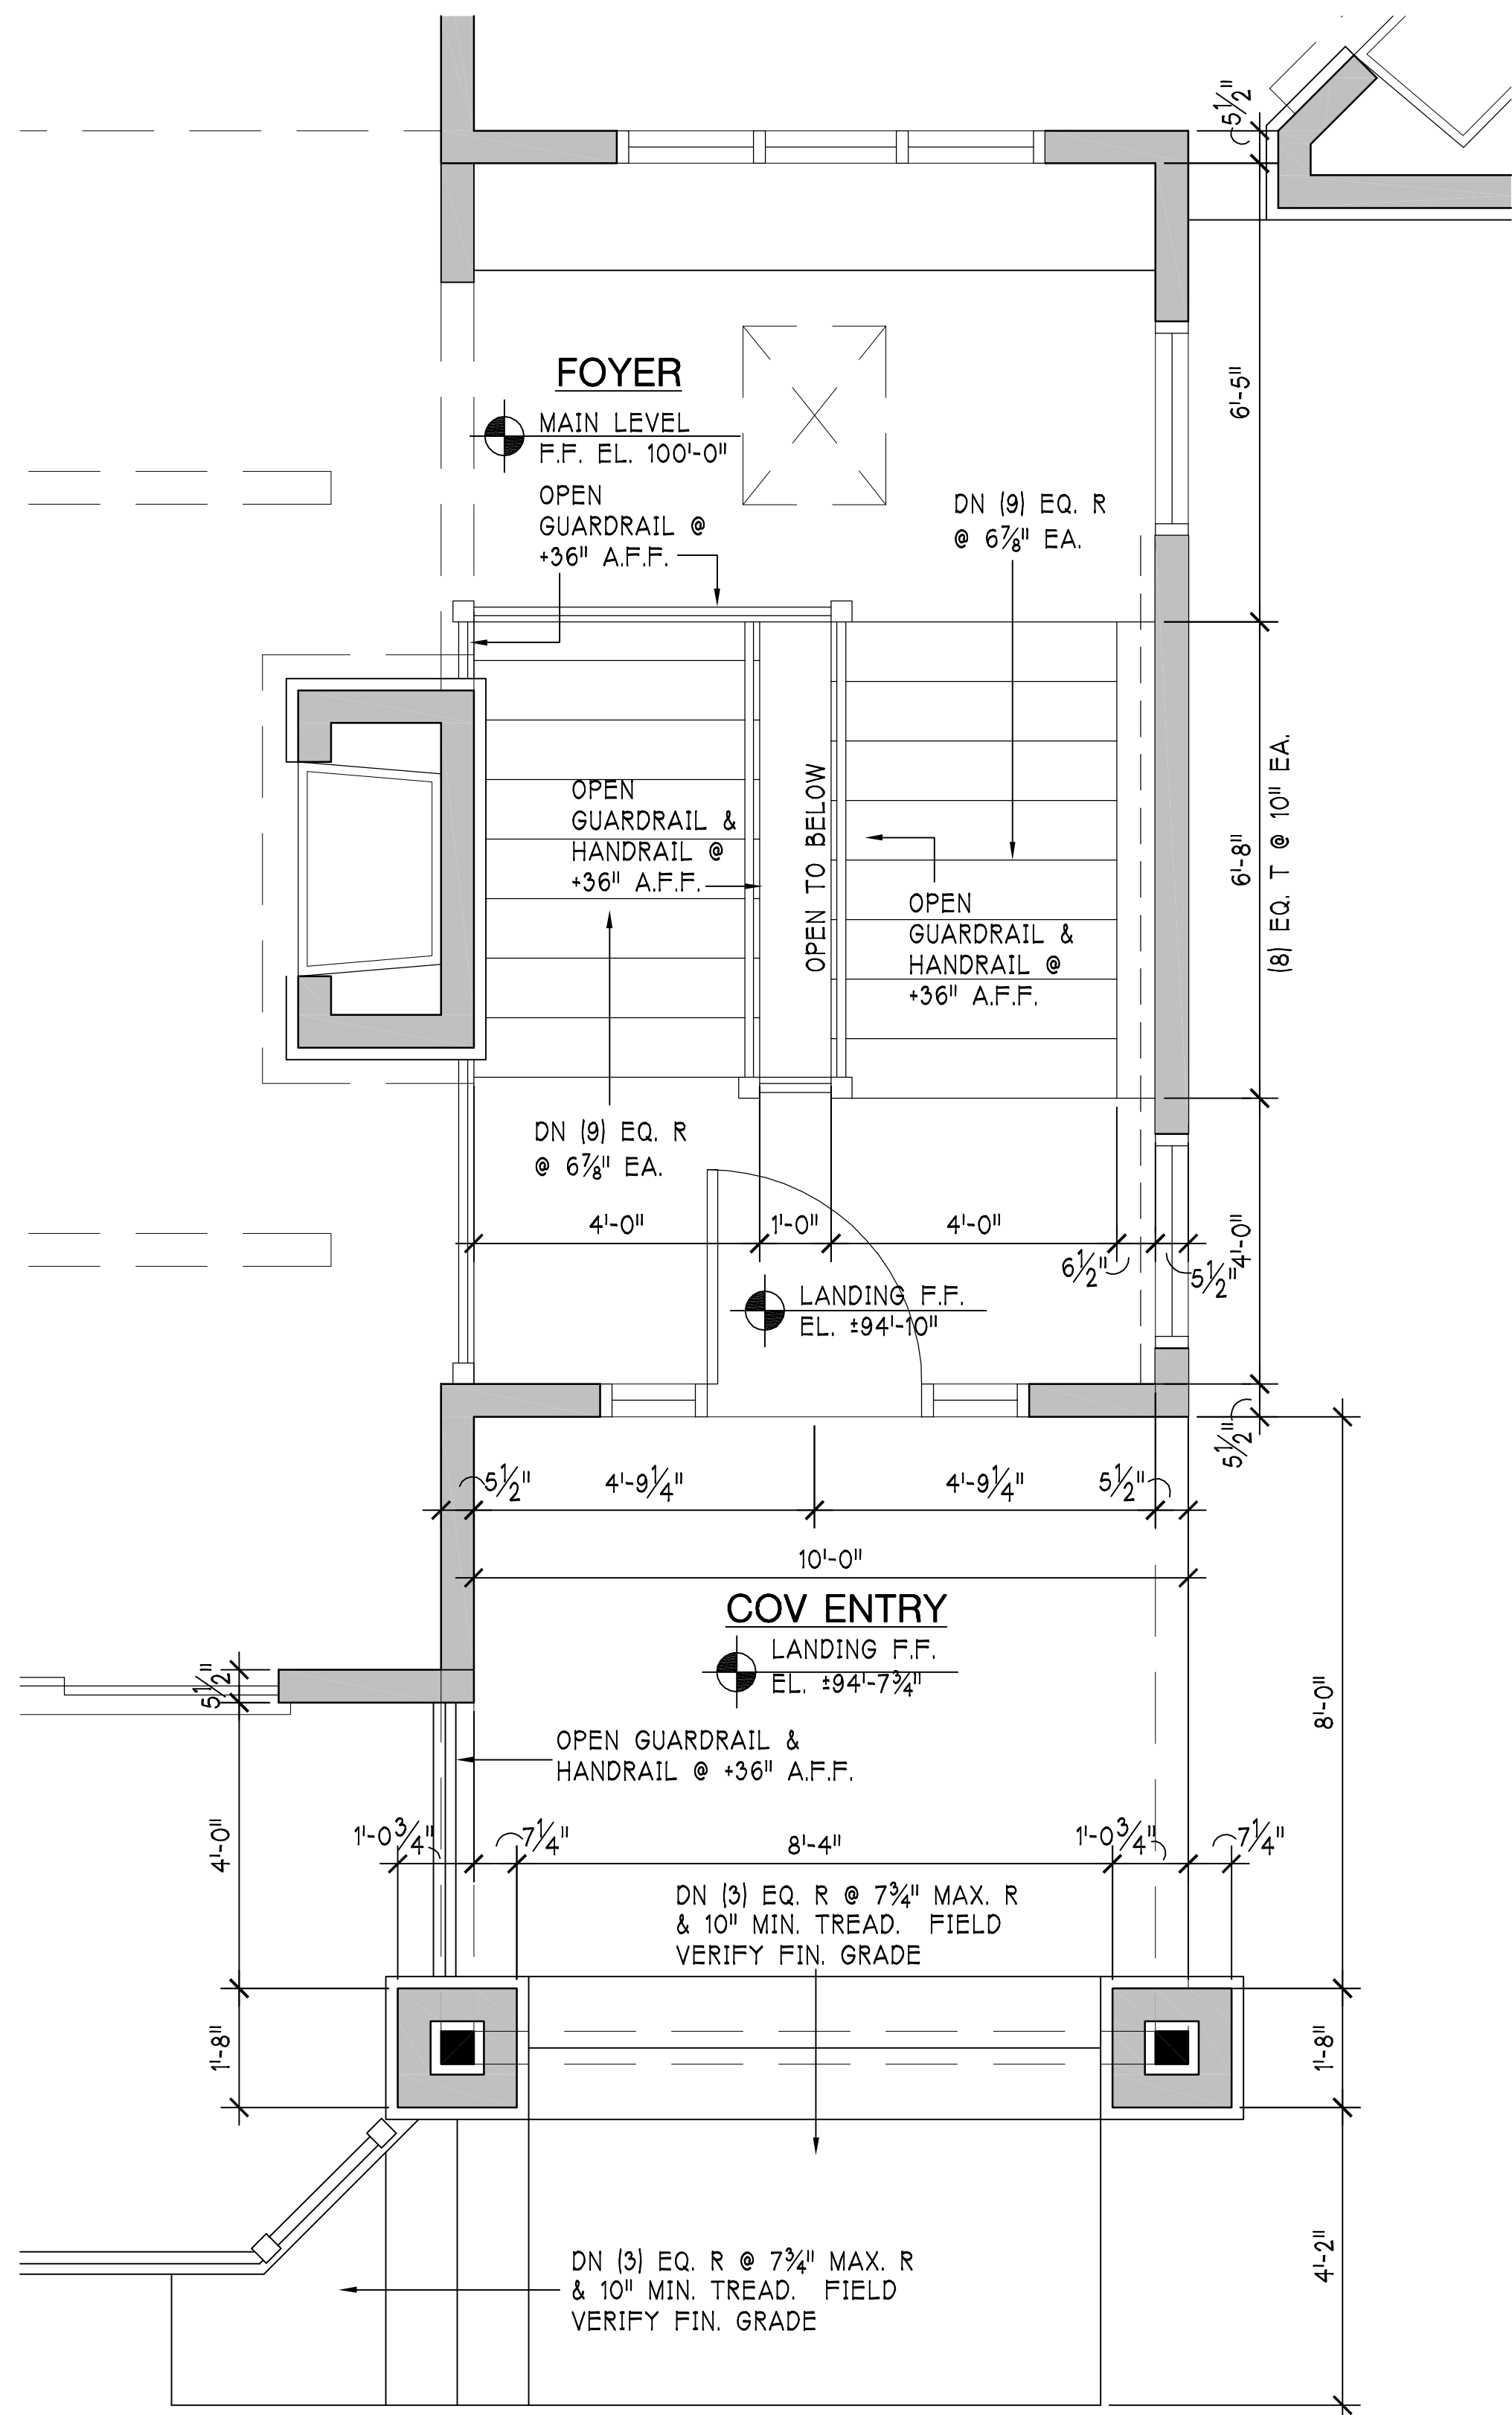 5½"
FOYER
MAIN LEVEL
F.F. EL. 100'-0"
6'-5"
OPEN
GUARDRAIL @
+36" A.F.F.
DN (9) EQ. R
@ 6⅞" EA.
OPEN
GUARDRAIL &
HANDRAIL @
+36" A.F.F.
OPEN TO BELOW
OPEN
GUARDRAIL &
HANDRAIL @
+36" A.F.F.
6'-8"
(8) EQ. T @ 10" EA.
DN (9) EQ. R
@ 6⅞" EA.
4'-0"
1'-0"
4'-0"
6½"
5½"
4'-0"
LANDING F.F.
EL. ±94'-10"
5½"
5½"
4'-9¼"
4'-9¼"
5½"
10'-0"
COV ENTRY
LANDING F.F.
EL. ±94'-7¾"
5½"
8'-0"
OPEN GUARDRAIL &
HANDRAIL @ +36" A.F.F.
4'-0"
1'-0¾"
7¼"
8'-4"
1'-0¾"
7¼"
DN (3) EQ. R @ 7¾" MAX. R
& 10" MIN. TREAD. FIELD
VERIFY FIN. GRADE
1'-8"
1'-8"
DN (3) EQ. R @ 7¾" MAX. R
& 10" MIN. TREAD. FIELD
VERIFY FIN. GRADE
4'-2"